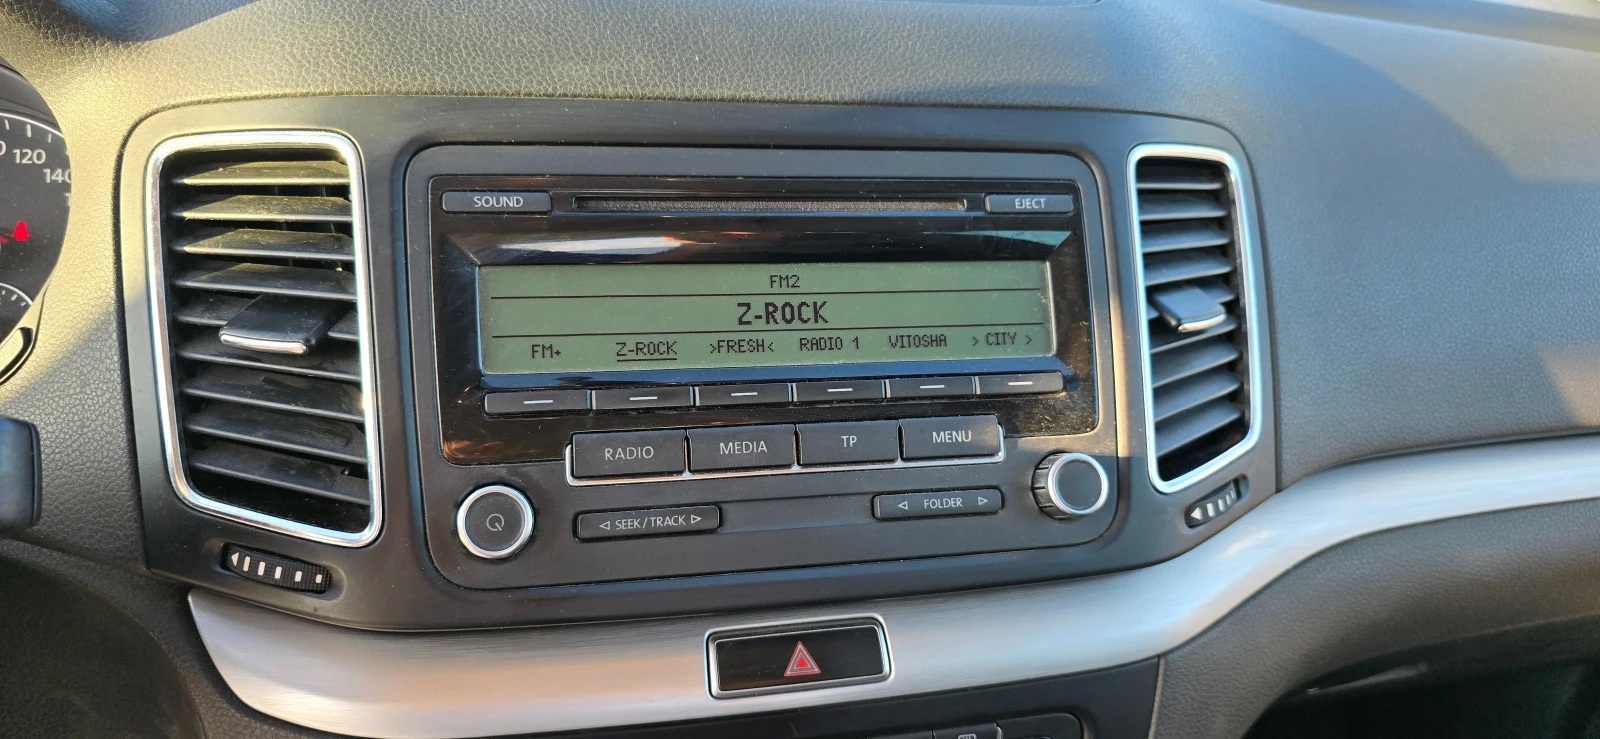 120
140
SOUND
EJECT
FM2
Z-ROCK
FM+ Z-ROCK >FRESH< RADIO 1 VITOSHA > CITY >
RADIO MEDIA TP MENU
◁ SEEK / TRACK ▷
◁ FOLDER ▷